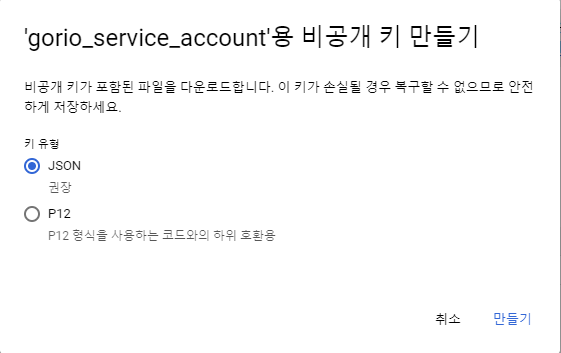 'gorio_service_account'용 비공개 키 만들기
비공개 키가 포함된 파일을 다운로드합니다. 이 키가 손실될 경우 복구할 수 없으므로 안전
하게 저장하세요.
키 유형
JSON
권장
P12
P12 형식을 사용하는 코드와의 하위 호환용
취소 만들기